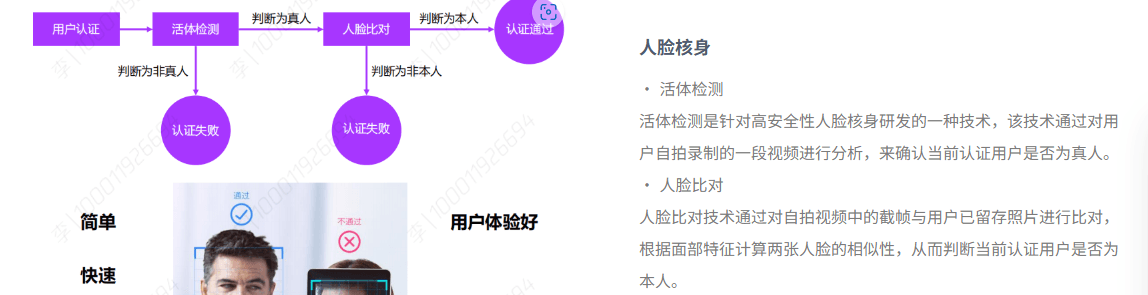 用户认证
活体检测
判断为真人
人脸比对
判断为本人
认证通过
判断为非真人
判断为非本人
认证失败
认证失败
通过
不通过
简单
用户体验好
快速
人脸核身
• 活体检测
活体检测是针对高安全性人脸核身研发的一种技术，该技术通过对用
户自拍录制的一段视频进行分析，来确认当前认证用户是否为真人。
• 人脸比对
人脸比对技术通过对自拍视频中的截帧与用户已留存照片进行比对，
根据面部特征计算两张人脸的相似性，从而判断当前认证用户是否为
本人。
李|100011926694